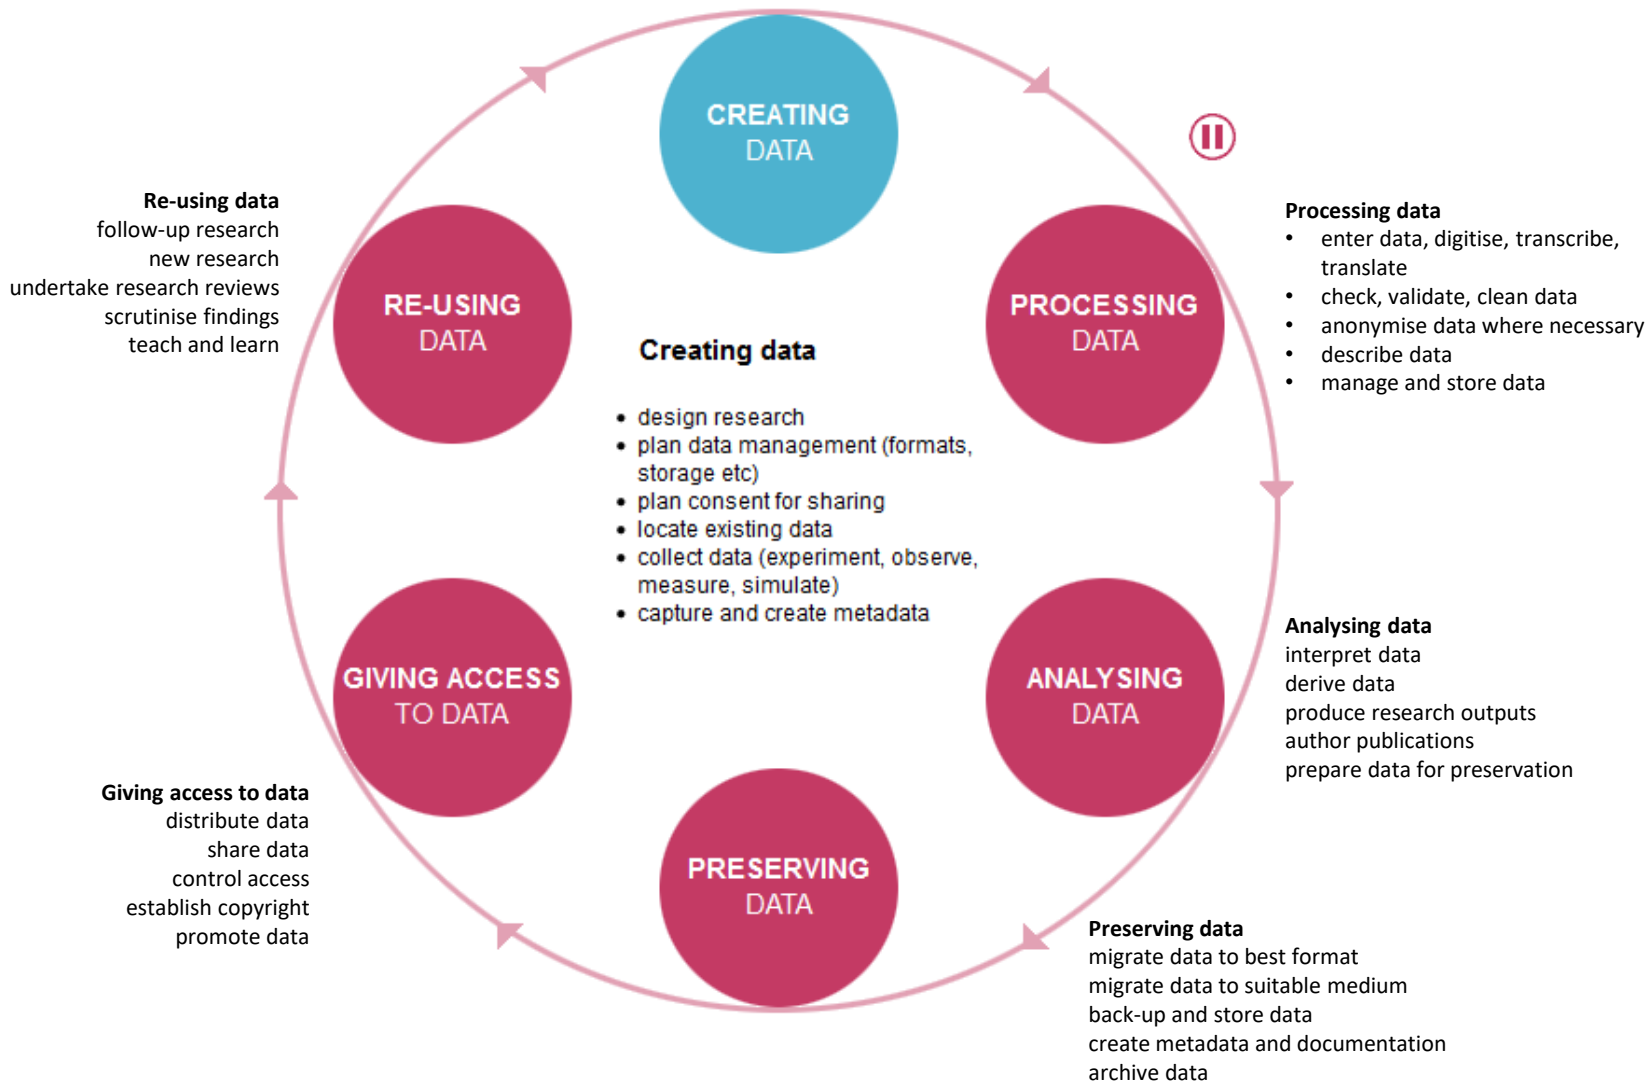 CREATING
DATA
Re-using data
follow-up research
new research
undertake research reviews
scrutinise findings
teach and learn
RE-USING
DATA
PROCESSING
DATA
Processing data
• enter data, digitise, transcribe,
translate
• check, validate, clean data
• anonymise data where necessary
• describe data
• manage and store data
Creating data
• design research
• plan data management (formats,
storage etc)
• plan consent for sharing
• locate existing data
• collect data (experiment, observe,
measure, simulate)
• capture and create metadata
GIVING ACCESS
TO DATA
ANALYSING
DATA
Analysing data
interpret data
derive data
produce research outputs
author publications
prepare data for preservation
Giving access to data
distribute data
share data
control access
establish copyright
promote data
PRESERVING
DATA
Preserving data
migrate data to best format
migrate data to suitable medium
back-up and store data
create metadata and documentation
archive data